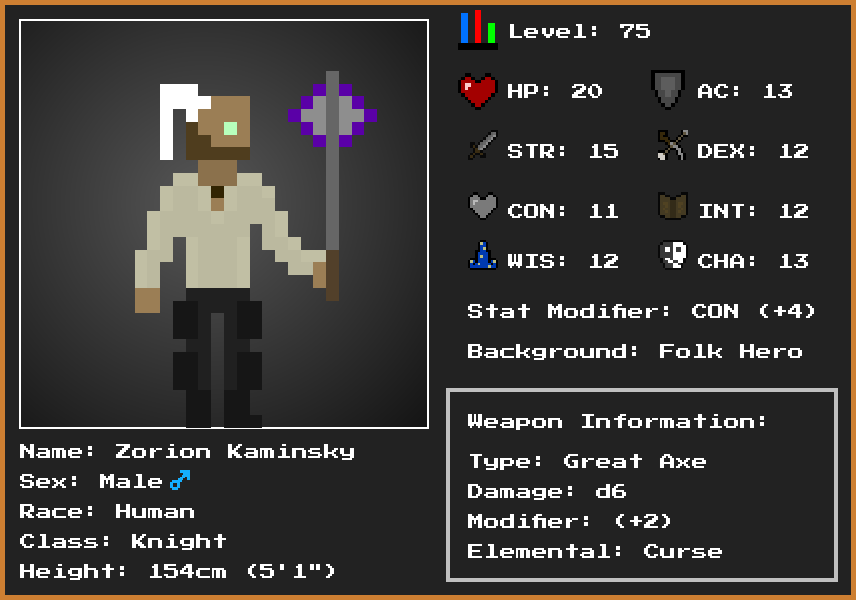 Level: 75
HP: 20 AC: 13
STR: 15 DEX: 12
CON: 11 INT: 12
WIS: 12 CHA: 13
Stat Modifier: CON (+4)
Background: Folk Hero
Weapon Information:
Type: Great Axe
Damage: d6
Modifier: (+2)
Elemental: Curse
Name: Zorion Kaminsky
Sex: Male ♂
Race: Human
Class: Knight
Height: 154cm (5'1")